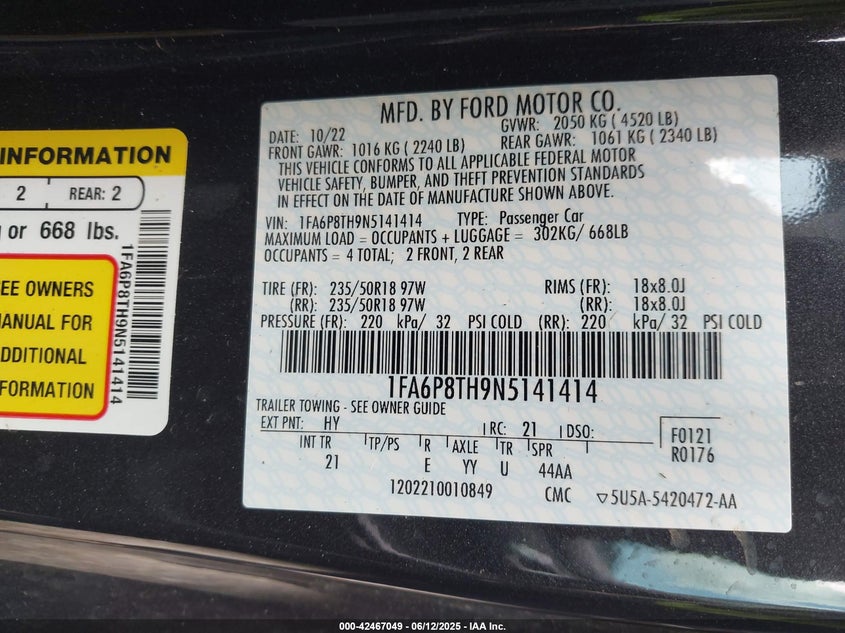 INFORMATION
2 REAR: 2
or 668 lbs.
EE OWNERS
MANUAL FOR
ADDITIONAL
FORMATION
1FA6P8TH9N5141414
MFD. BY FORD MOTOR CO.
DATE: 10/22 GVWR: 2050 KG ( 4520 LB)
FRONT GAWR: 1016 KG ( 2240 LB) REAR GAWR: 1061 KG ( 2340 LB)
THIS VEHICLE CONFORMS TO ALL APPLICABLE FEDERAL MOTOR
VEHICLE SAFETY, BUMPER, AND THEFT PREVENTION STANDARDS
IN EFFECT ON THE DATE OF MANUFACTURE SHOWN ABOVE.
VIN: 1FA6P8TH9N5141414 TYPE: Passenger Car
MAXIMUM LOAD = OCCUPANTS + LUGGAGE = 302KG/ 668LB
OCCUPANTS = 4 TOTAL; 2 FRONT, 2 REAR
TIRE (FR): 235/50R18 97W RIMS (FR): 18x8.0J
(RR): 235/50R18 97W (RR): 18x8.0J
PRESSURE (FR): 220 kPa/ 32 PSI COLD (RR): 220 kPa/ 32 PSI COLD
1FA6P8TH9N5141414
TRAILER TOWING - SEE OWNER GUIDE
EXT PNT: HY RC: 21 DSO: F0121
INT TR TP/PS R AXLE TR SPR R0176
21 E YY U 44AA
1202210010849 CMC ▽5U5A-5420472-AA
000-42467049 - 06/12/2025 - IAA Inc.